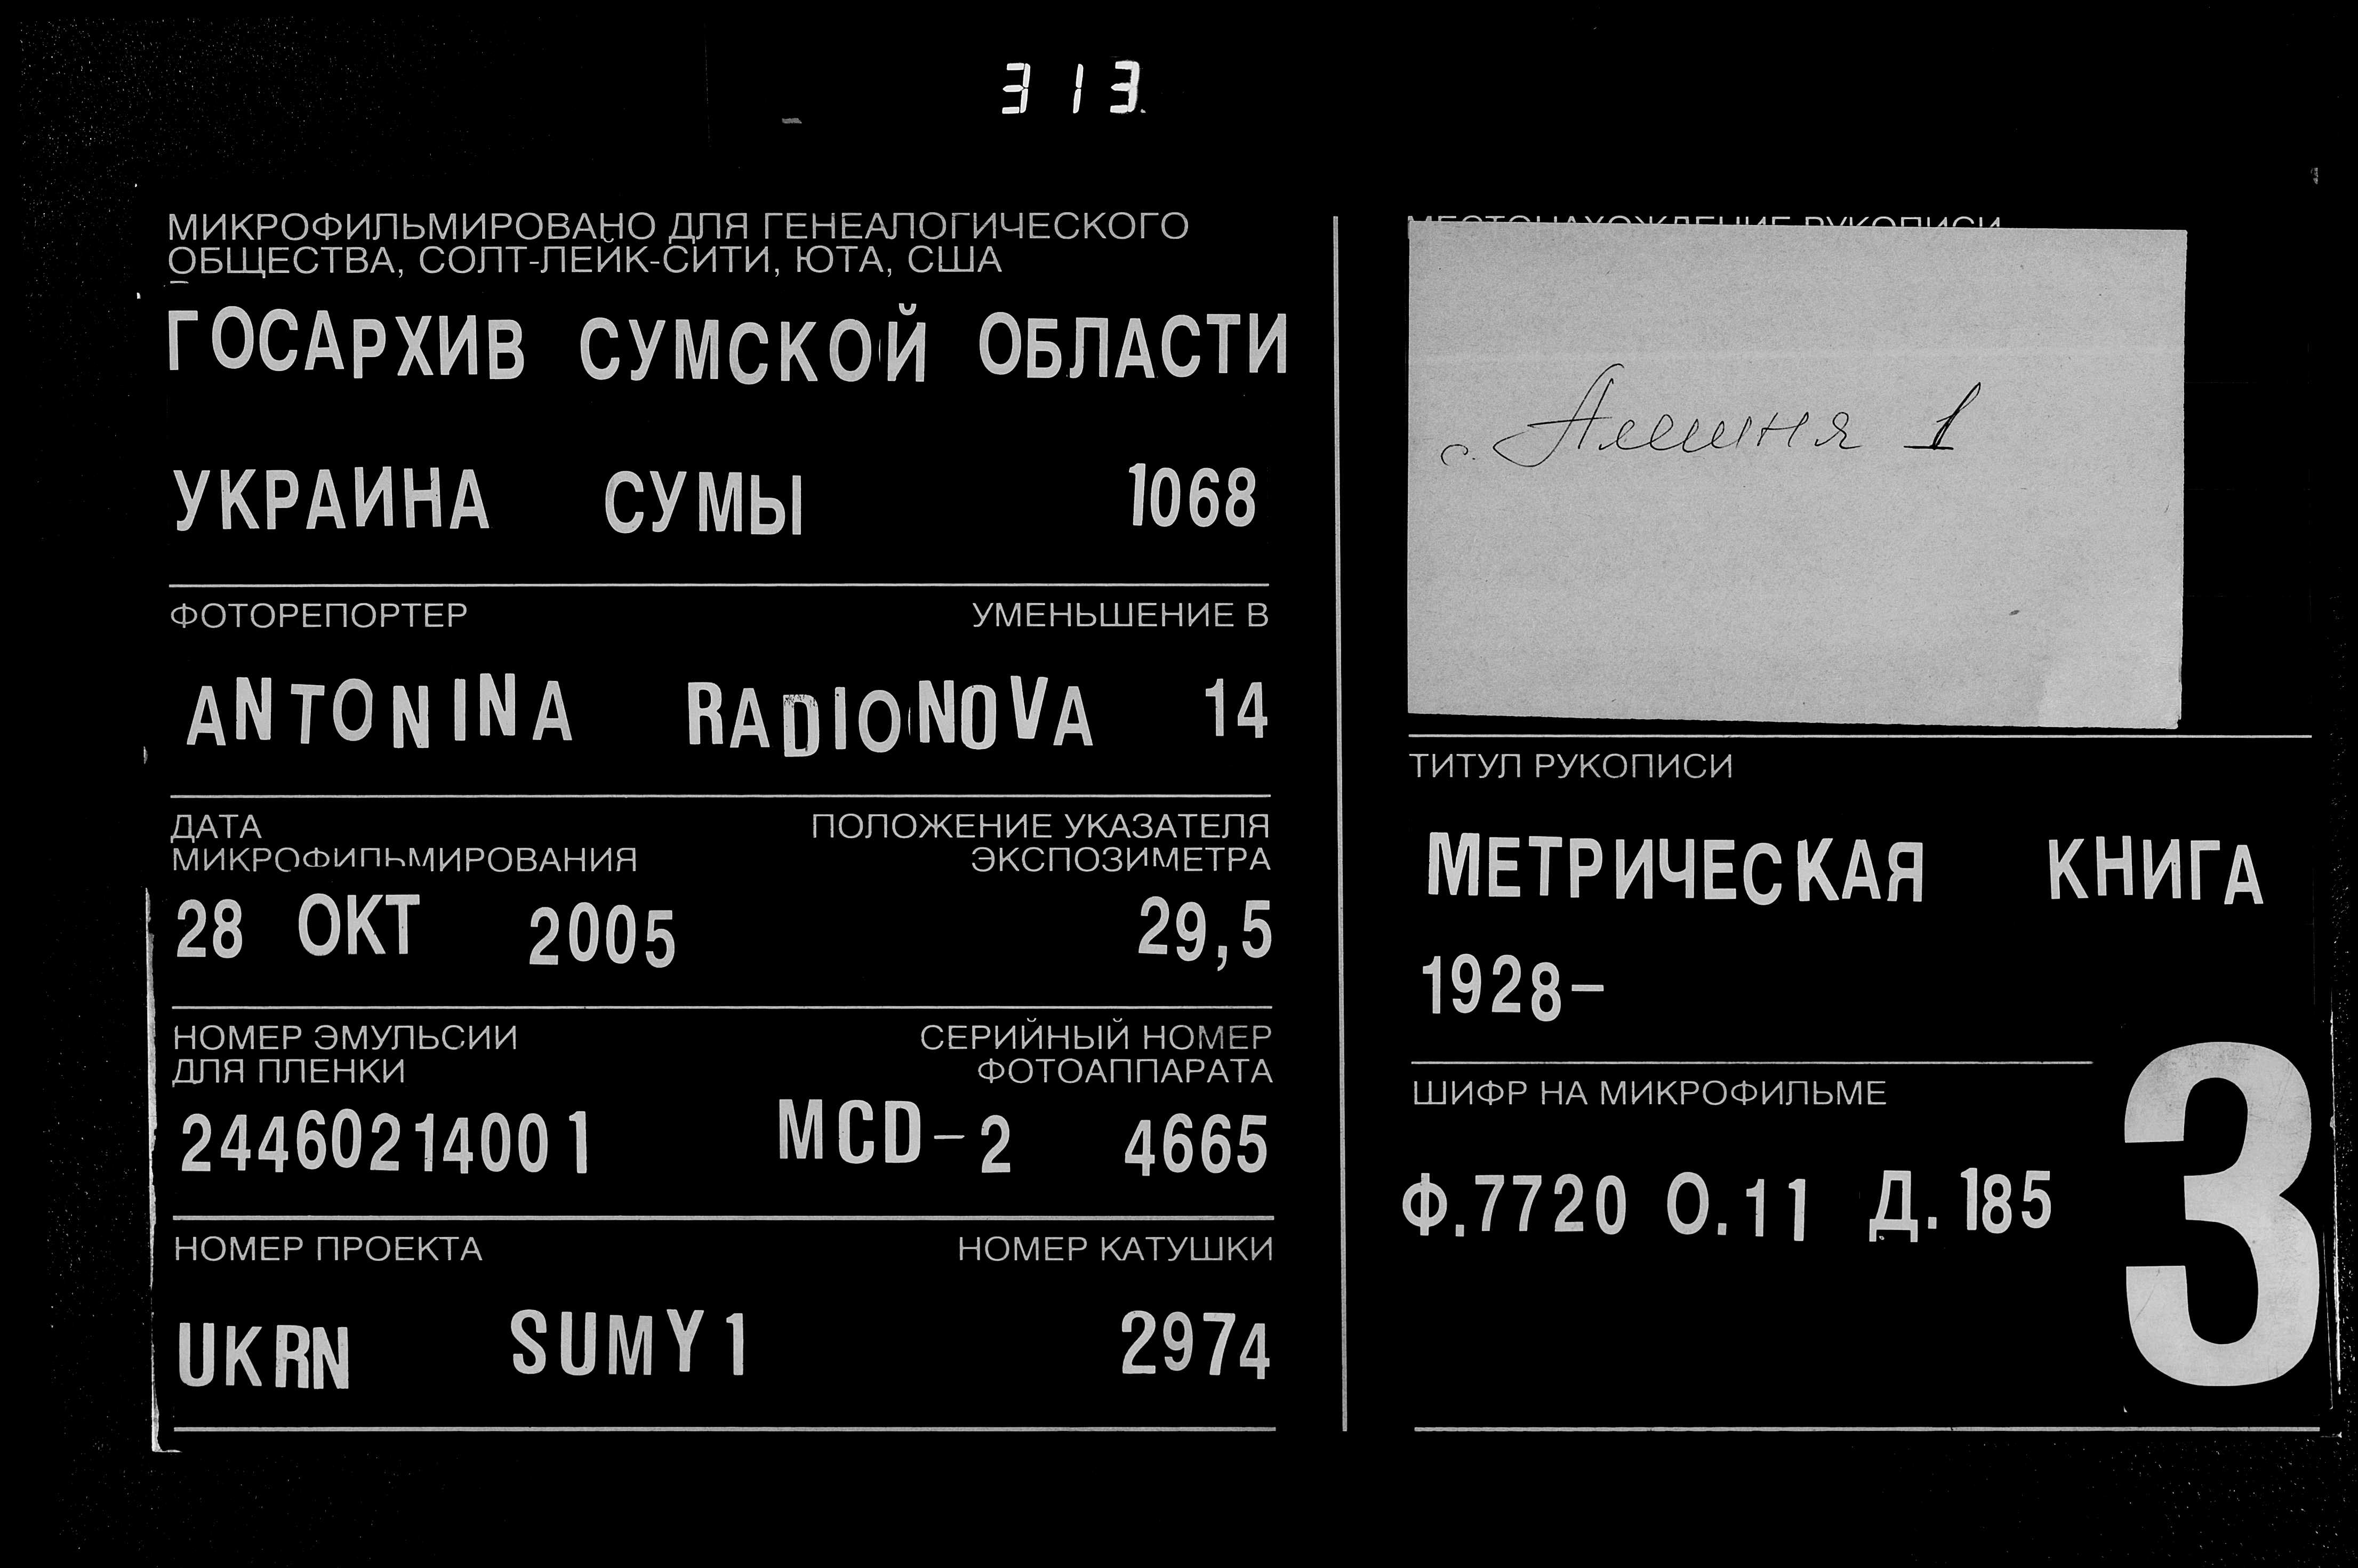 313
МИКРОФИЛЬМИРОВАНО ДЛЯ ГЕНЕАЛОГИЧЕСКОГО
ОБЩЕСТВА, СОЛТ-ЛЕЙК-СИТИ, ЮТА, США
ГОСАРХИВ СУМСКОЙ ОБЛАСТИ
УКРАИНА СУМЫ 1068
ФОТОРЕПОРТЕР УМЕНЬШЕНИЕ В
ANTONINA RADIONOVA 14
ДАТА ПОЛОЖЕНИЕ УКАЗАТЕЛЯ
МИКРОФИЛЬМИРОВАНИЯ ЭКСПОЗИМЕТРА
28 ОКТ 2005 29,5
НОМЕР ЭМУЛЬСИИ СЕРИЙНЫЙ НОМЕР
ДЛЯ ПЛЕНКИ ФОТОАППАРАТА
24460214001 MCD-2 4665
НОМЕР ПРОЕКТА НОМЕР КАТУШКИ
UKRN SUMY1 2974
МЕСТОНАХОЖДЕНИЕ РУКОПИСИ
с. 1
ТИТУЛ РУКОПИСИ
МЕТРИЧЕСКАЯ КНИГА
1928-
ШИФР НА МИКРОФИЛЬМЕ
Ф.7720 О.11 Д.185
3